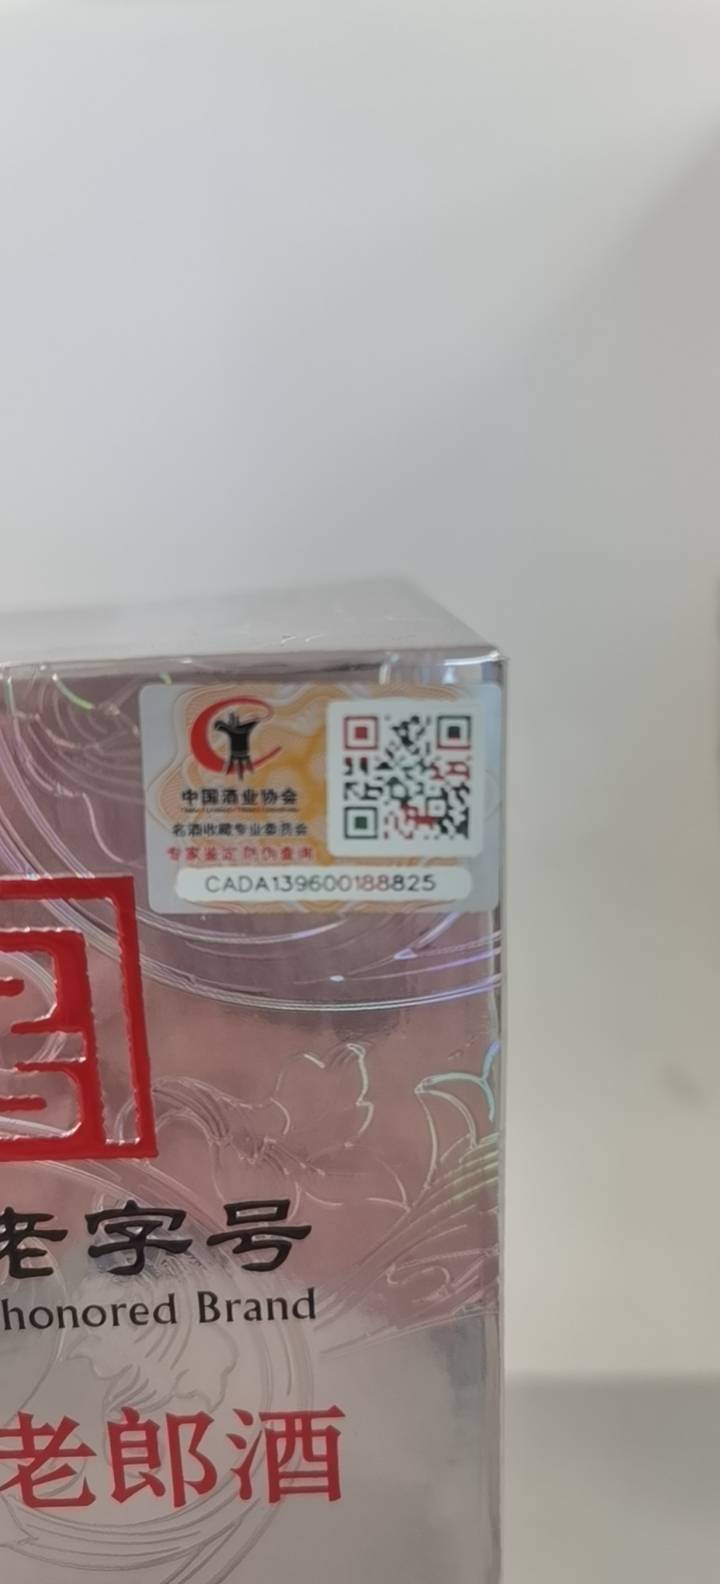 中国酒业协会
名酒收藏专业委员会
专家鉴定 防伪查询
CADA139600188825
老字号
honored Brand
老郎酒